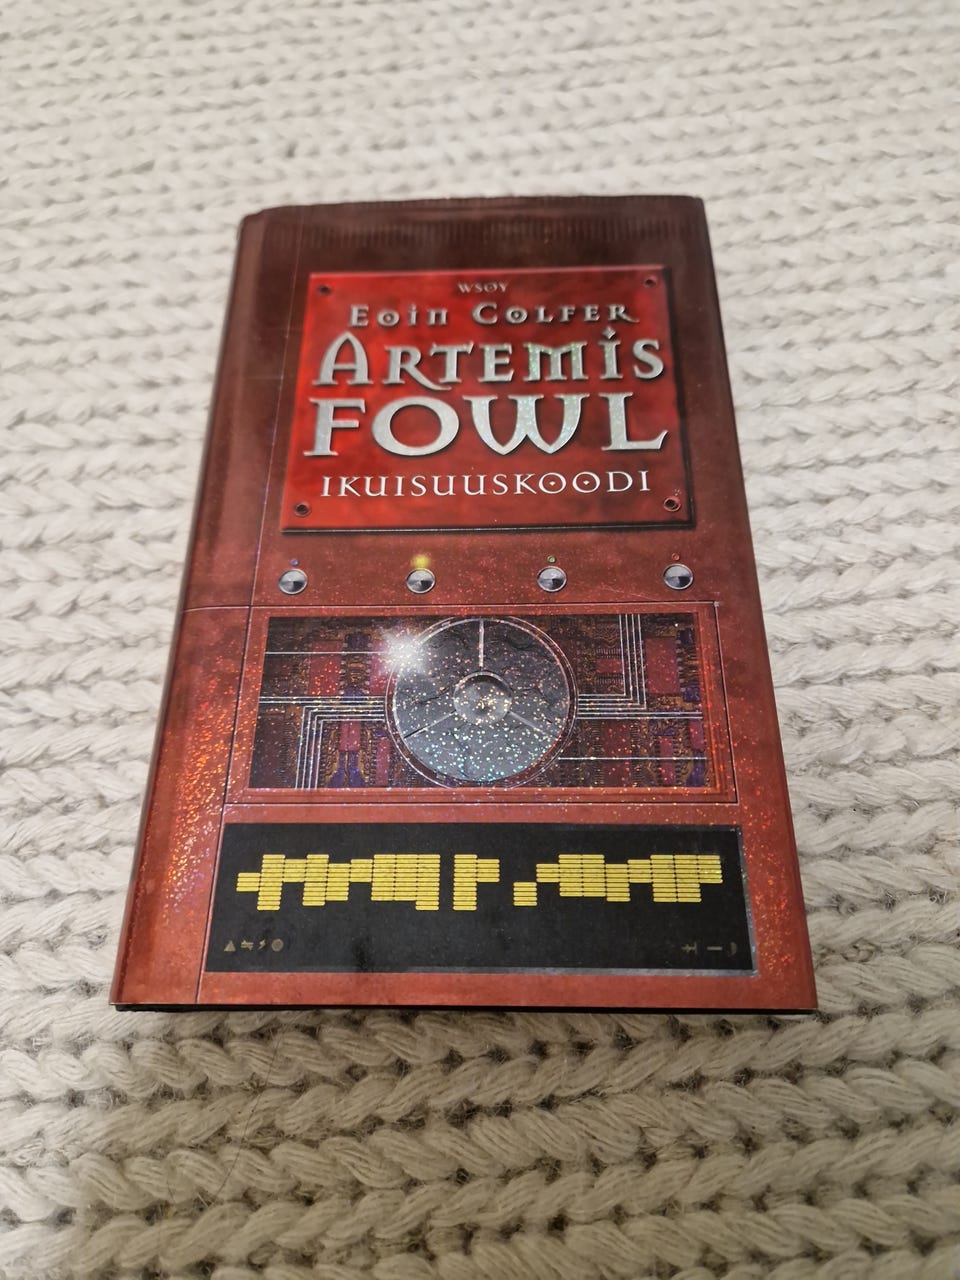 WSOY
EOIN COLFER
ARTEMIS
FOWL
IKUISUUSKOODI